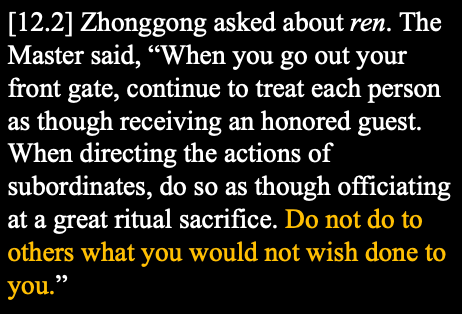 [12.2] Zhonggong asked about ren. The
Master said, “When you go out your
front gate, continue to treat each person
as though receiving an honored guest.
When directing the actions of
subordinates, do so as though officiating
at a great ritual sacrifice. Do not do to
others what you would not wish done to
you.”